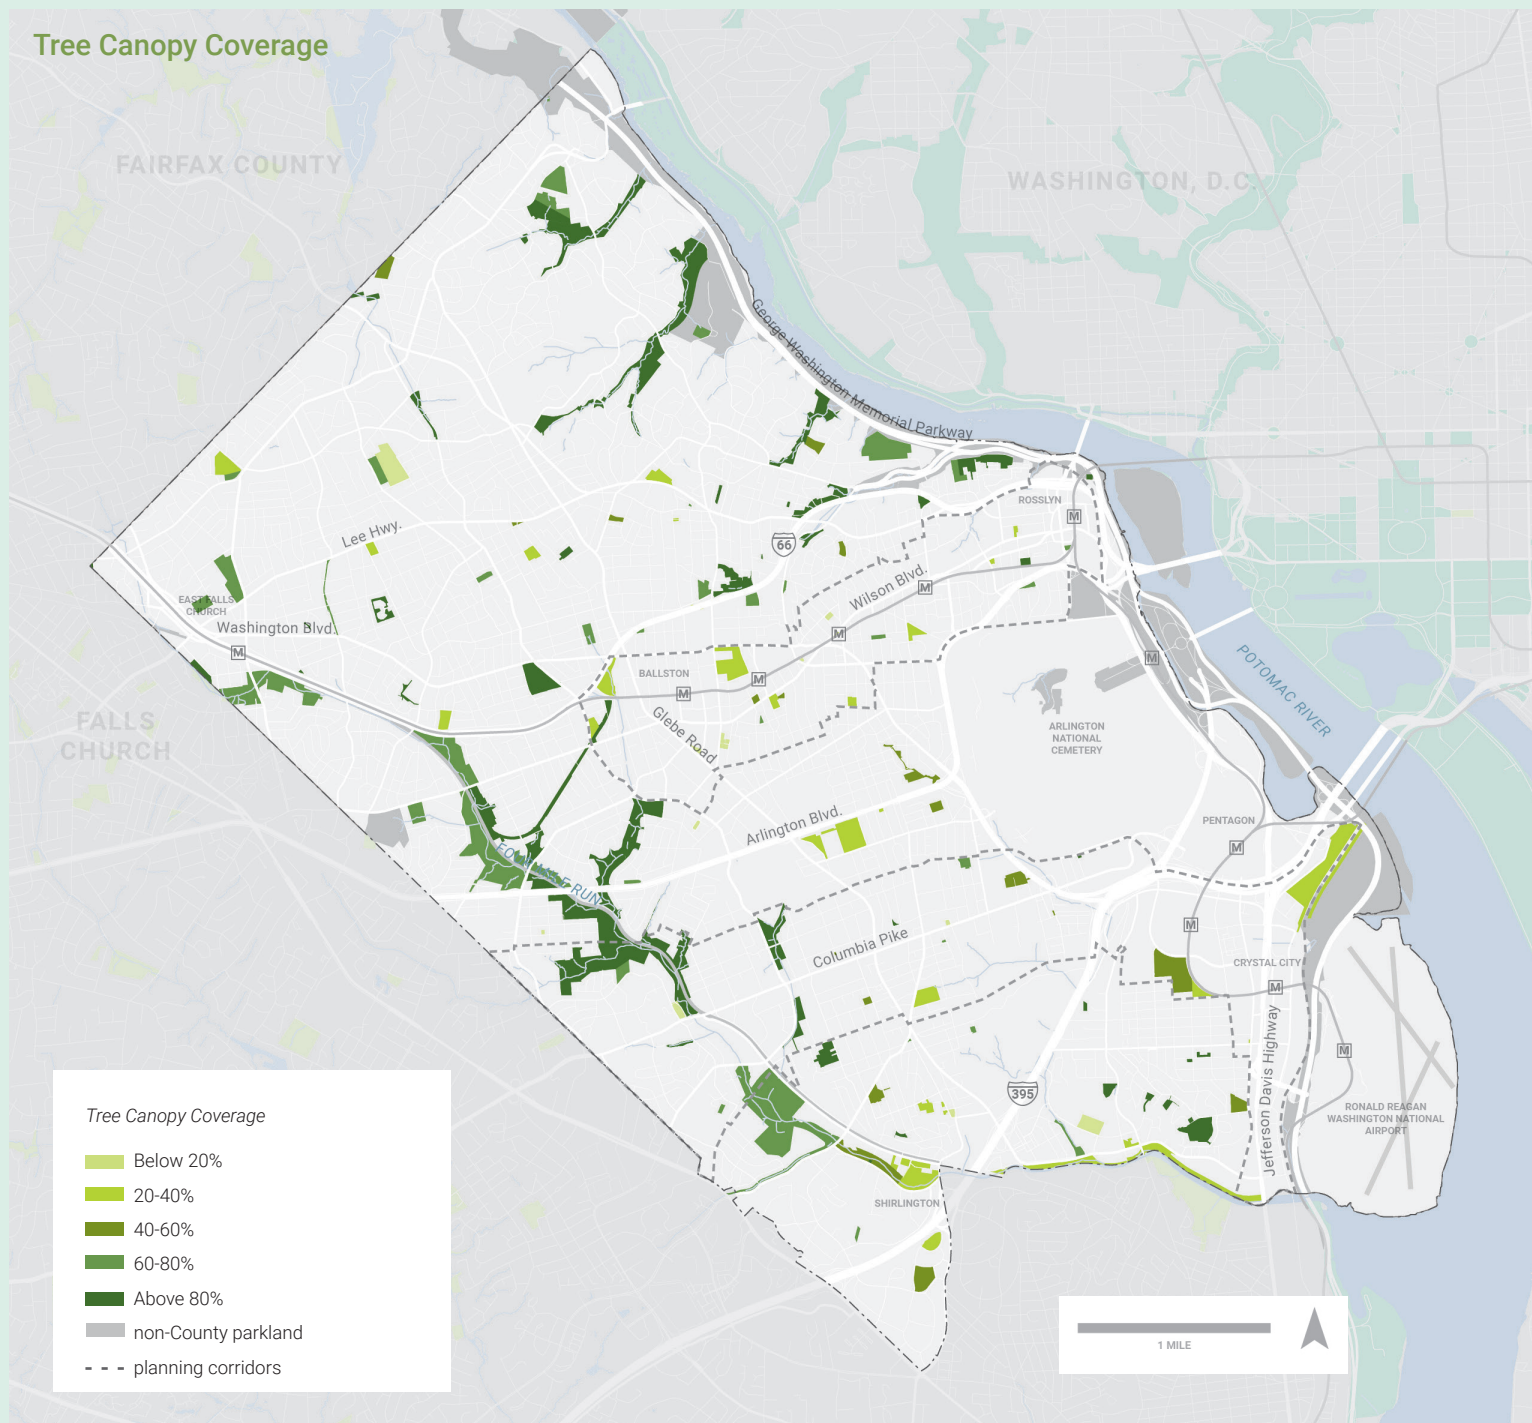 Tree Canopy Coverage
FAIRFAX COUNTY
WASHINGTON, D.C.
George Washington Memorial Parkway
ROSSLYN
M
Lee Hwy.
66
EAST FALLS
CHURCH
Wilson Blvd.
M
Washington Blvd.
M
M
M
BALLSTON
M
M
POTOMAC RIVER
FALLS
CHURCH
Glebe Road
ARLINGTON
NATIONAL
CEMETERY
Arlington Blvd.
PENTAGON
M
FOUR MILE RUN
Columbia Pike
M
CRYSTAL CITY
M
Jefferson Davis Highway
M
395
RONALD REAGAN
WASHINGTON NATIONAL
AIRPORT
SHIRLINGTON
Tree Canopy Coverage
Below 20%
20-40%
40-60%
60-80%
Above 80%
non-County parkland
planning corridors
1 MILE